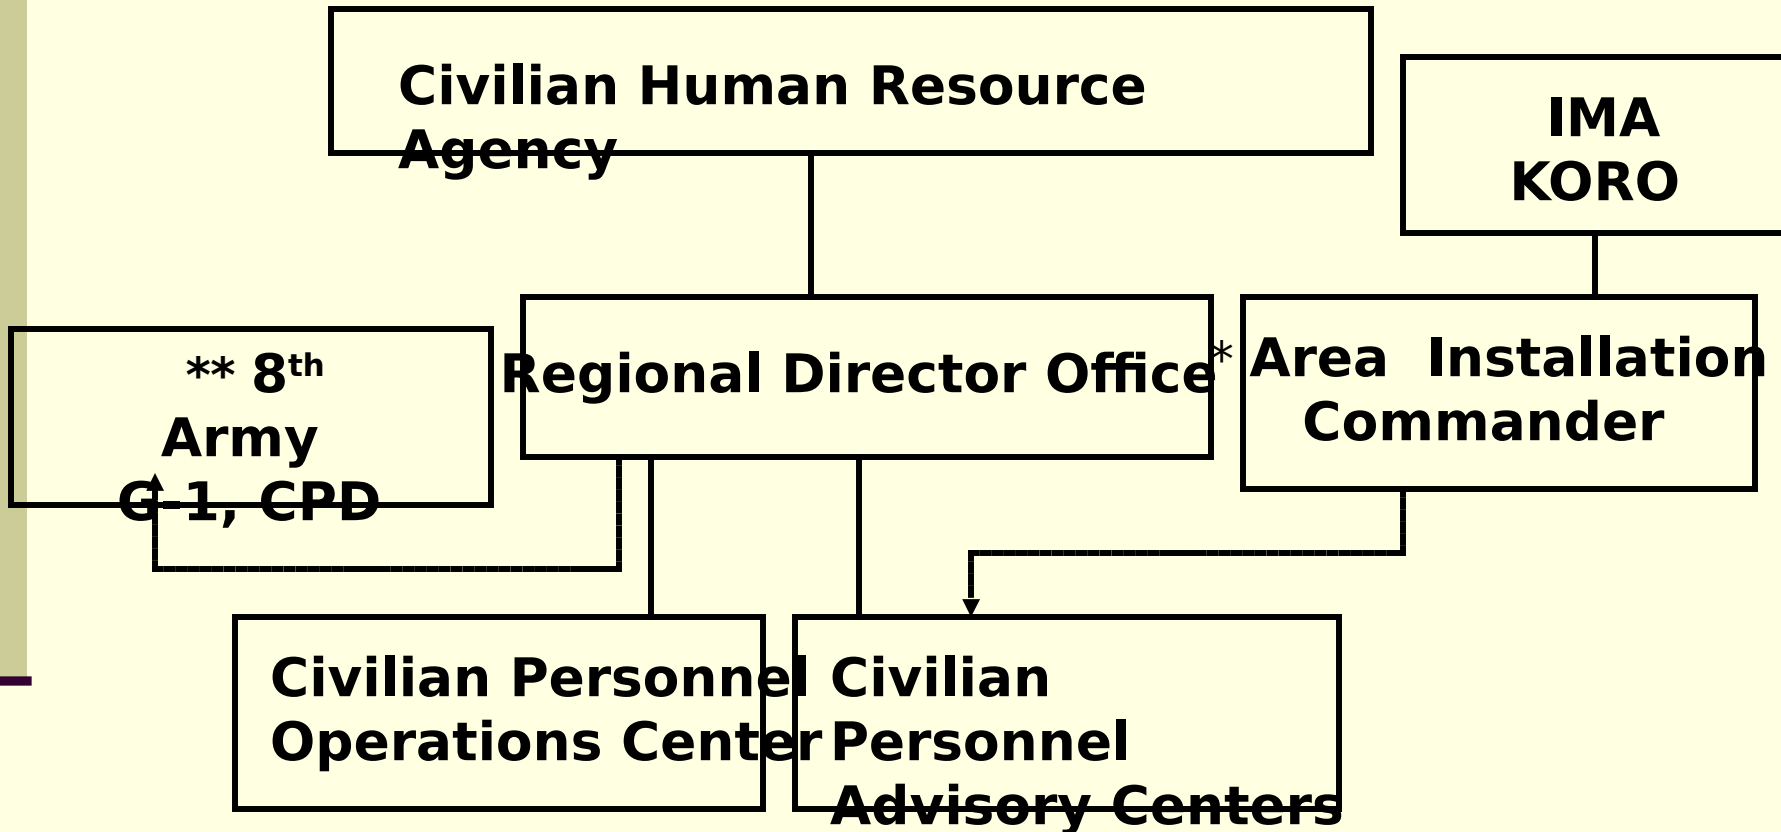 Civilian Human Resource
Agency
IMA
KORO
** 8th
Army
G-1, CPD
Regional Director Office
* Area  Installation
Commander
Civilian Personnel
Operations Center
Civilian
Personnel
Advisory Centers